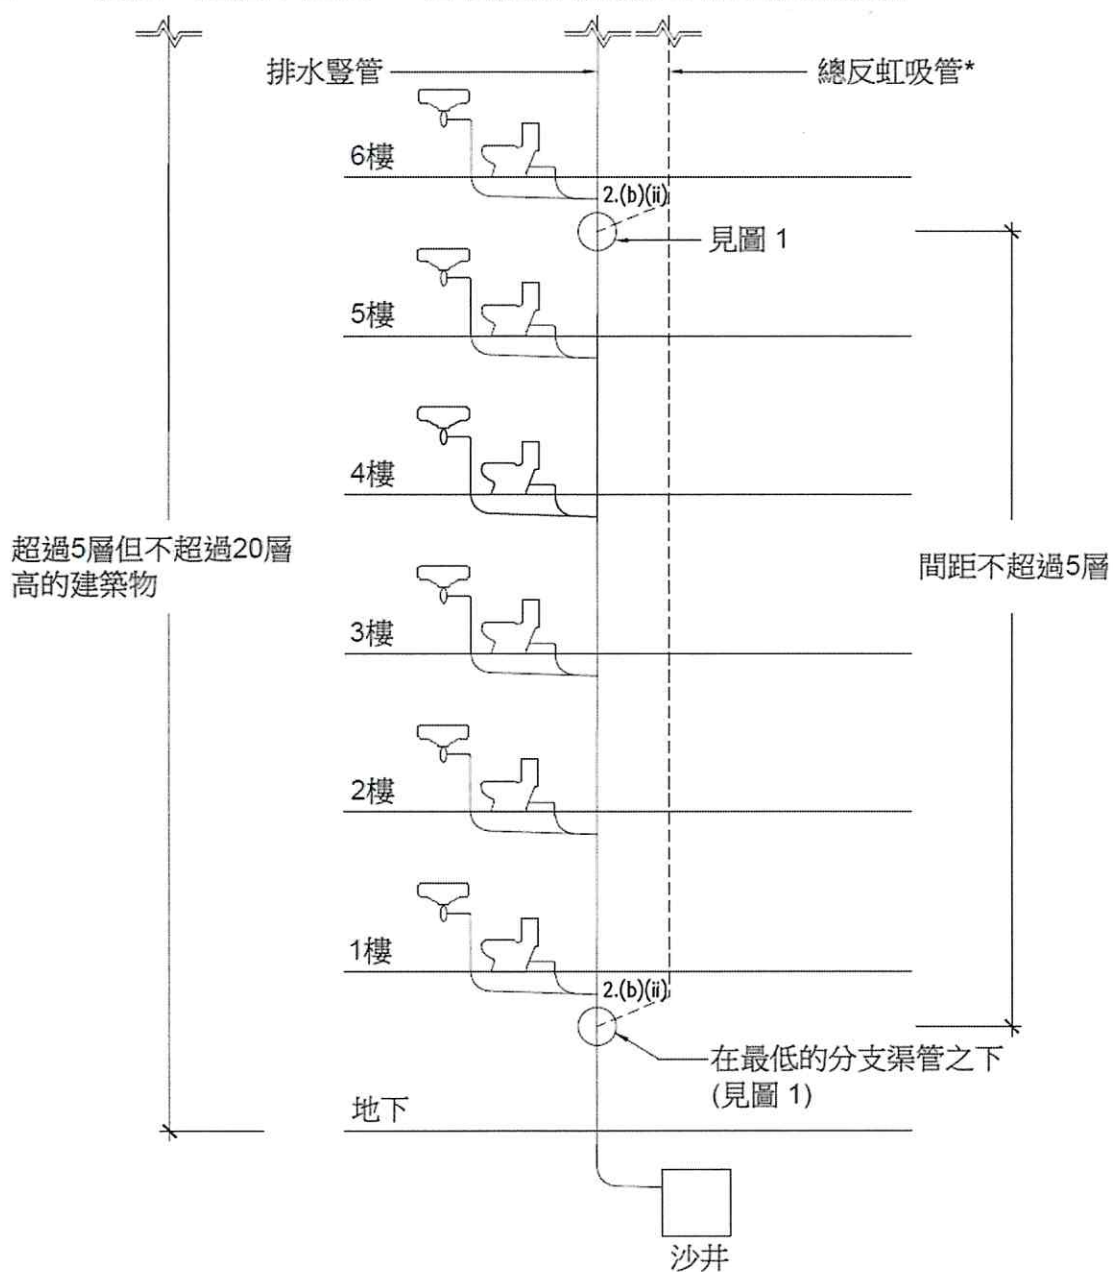 排水豎管
總反虹吸管*
6樓
2.(b)(ii)
見圖 1
5樓
4樓
超過5層但不超過20層
高的建築物
間距不超過5層
3樓
2樓
1樓
2.(b)(ii)
在最低的分支渠管之下
(見圖 1)
地下
沙井